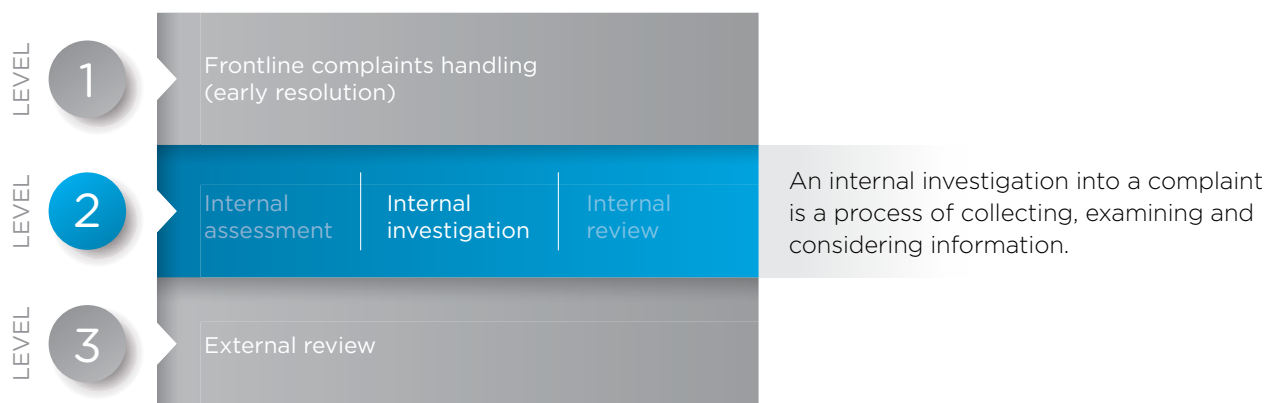 LEVEL
1
Frontline complaints handling
(early resolution)
LEVEL
2
Internal
assessment
Internal
investigation
Internal
review
An internal investigation into a complaint
is a process of collecting, examining and
considering information.
LEVEL
3
External review